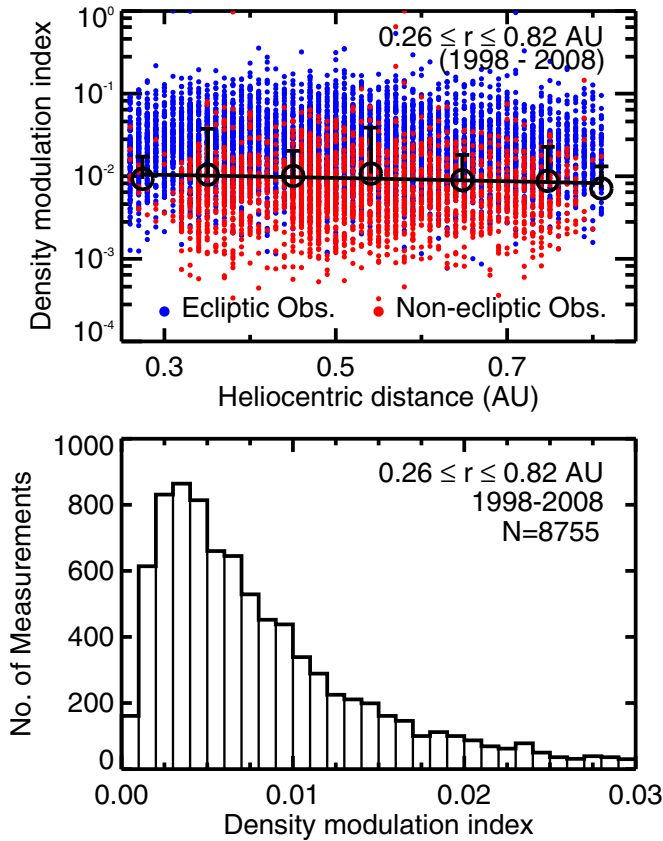 Density modulation index
10⁰
10⁻¹
10⁻²
10⁻³
10⁻⁴
0.26 ≤ r ≤ 0.82 AU
(1998 - 2008)
Ecliptic Obs.
Non-ecliptic Obs.
0.3
0.5
0.7
Heliocentric distance (AU)
No. of Measurements
1000
800
600
400
200
0
0.26 ≤ r ≤ 0.82 AU
1998-2008
N=8755
0.00
0.01
0.02
0.03
Density modulation index